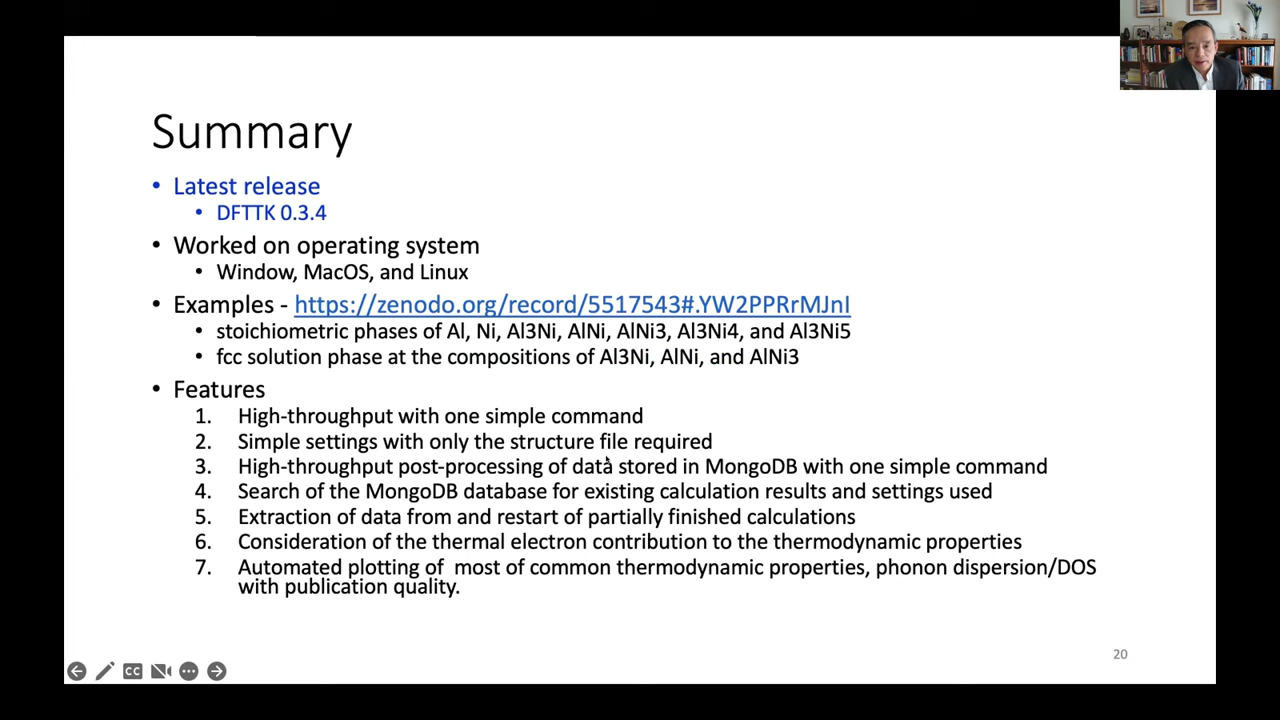 Summary
• Latest release
• DFTTK 0.3.4
• Worked on operating system
• Window, MacOS, and Linux
• Examples - https://zenodo.org/record/5517543#.YW2PPRrMJnI
• stoichiometric phases of Al, Ni, Al3Ni, AlNi, AlNi3, Al3Ni4, and Al3Ni5
• fcc solution phase at the compositions of Al3Ni, AlNi, and AlNi3
• Features
1. High-throughput with one simple command
2. Simple settings with only the structure file required
3. High-throughput post-processing of data stored in MongoDB with one simple command
4. Search of the MongoDB database for existing calculation results and settings used
5. Extraction of data from and restart of partially finished calculations
6. Consideration of the thermal electron contribution to the thermodynamic properties
7. Automated plotting of  most of common thermodynamic properties, phonon dispersion/DOS
with publication quality.
20
CC